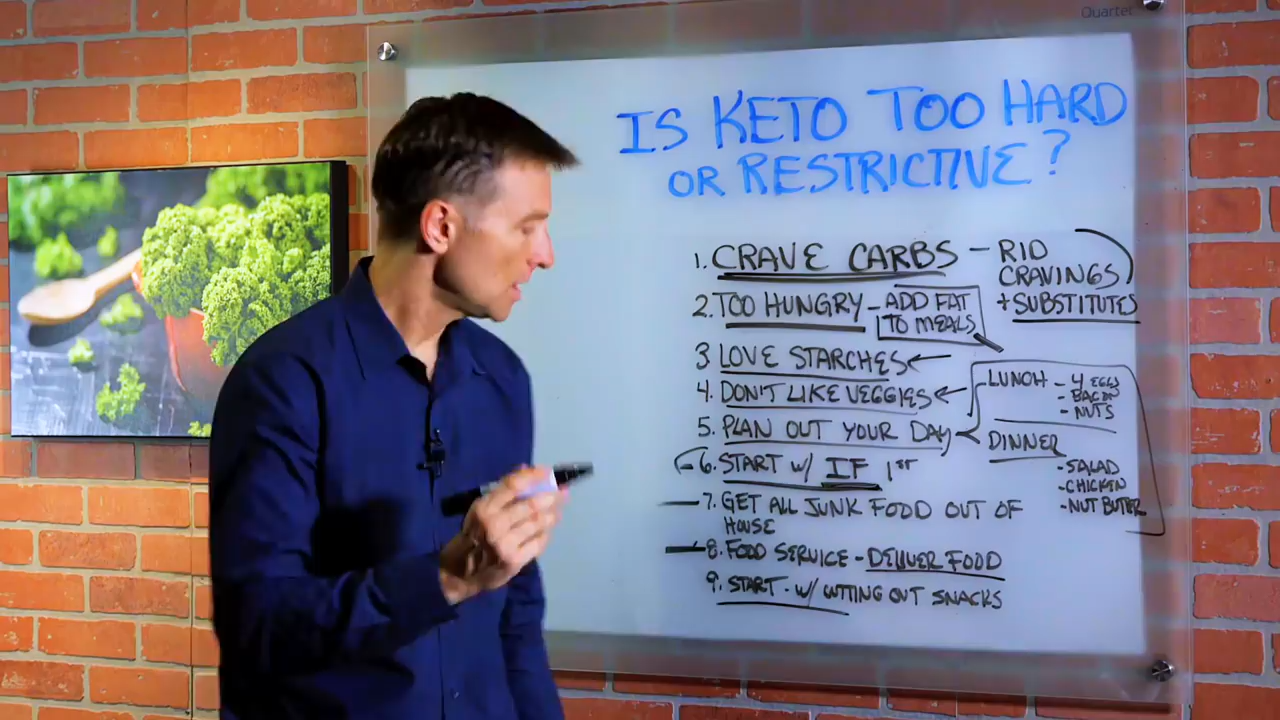 Quartet
IS KETO TOO HARD
OR RESTRICTIVE?
1. CRAVE CARBS - RID
CRAVINGS
+ SUBSTITUTES
2. TOO HUNGRY - ADD FAT
TO MEALS
3 LOVE STARCHES
4. DON'T LIKE VEGGIES
5. PLAN OUT YOUR DAY
LUNCH - 4 EGGS
- BACON
- NUTS
DINNER
- SALAD
- CHICKEN
- NUT BUTTER
6. START W/ IF 1ST
7. GET ALL JUNK FOOD OUT OF
HOUSE
8. FOOD SERVICE - DELIVER FOOD
9. START - W/ CUTTING OUT SNACKS